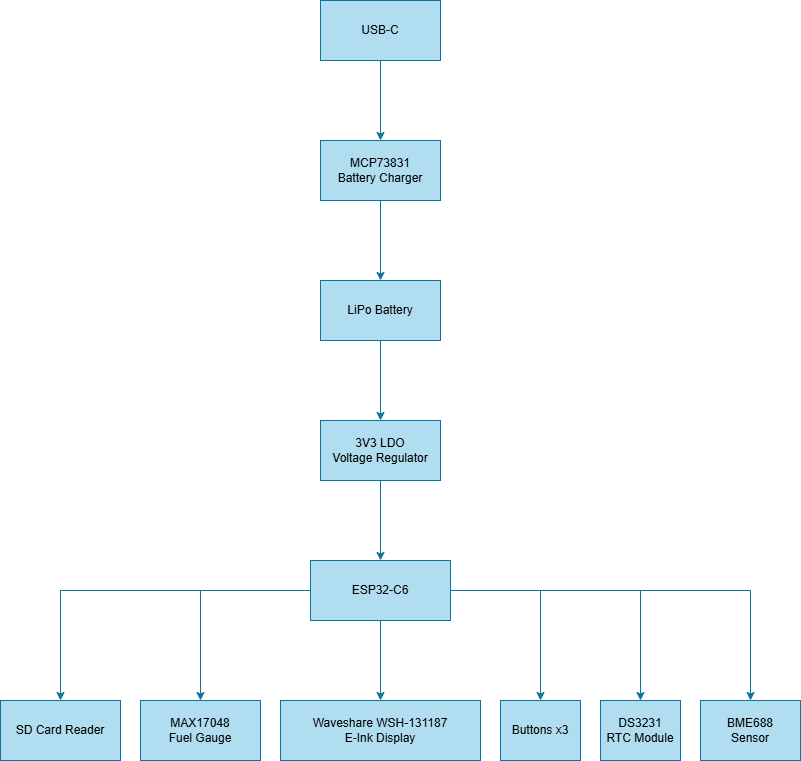 USB-C
MCP73831
Battery Charger
LiPo Battery
3V3 LDO
Voltage Regulator
ESP32-C6
SD Card Reader
MAX17048
Fuel Gauge
Waveshare WSH-131187
E-Ink Display
Buttons x3
DS3231
RTC Module
BME688
Sensor